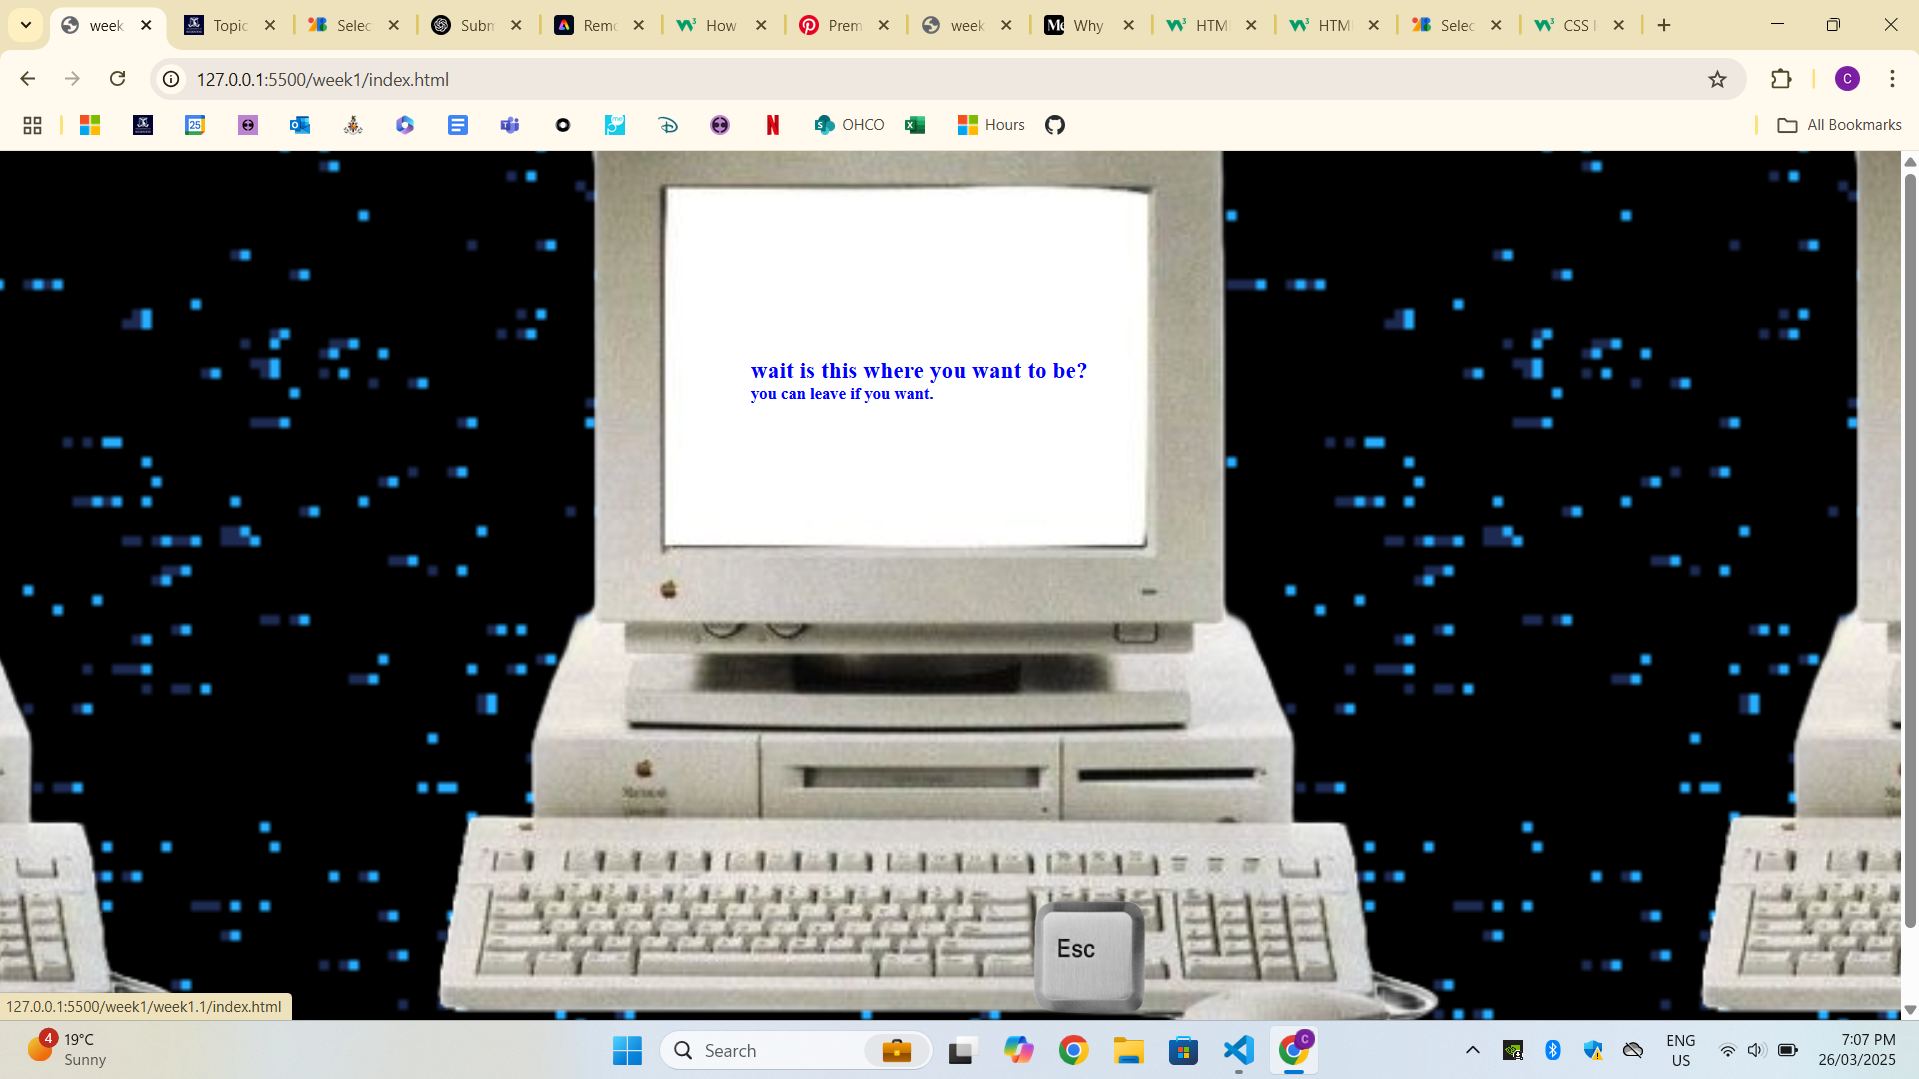 week
Topic
Selec
Subm
Remo
How
Prem
week
Why
HTM
HTM
Selec
CSS
127.0.0.1:5500/week1/index.html
C
25
OHCO
Hours
All Bookmarks
wait is this where you want to be?
you can leave if you want.
Esc
127.0.0.1:5500/week1/week1.1/index.html
4
19°C
Sunny
Search
C
ENG
US
7:07 PM
26/03/2025